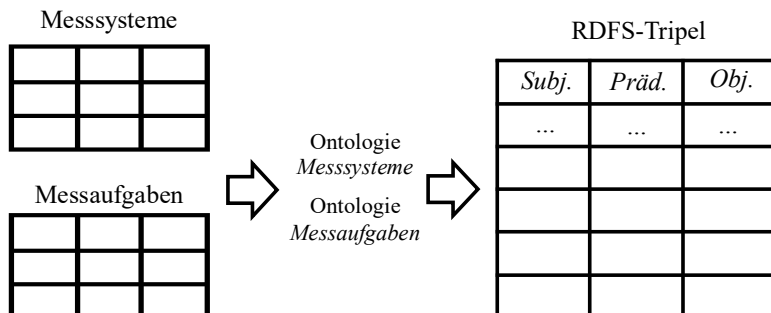 Messsysteme
Messaufgaben
Ontologie
Messsysteme
Ontologie
Messaufgaben
RDFS-Tripel
Subj. Präd. Obj.
... ... ...